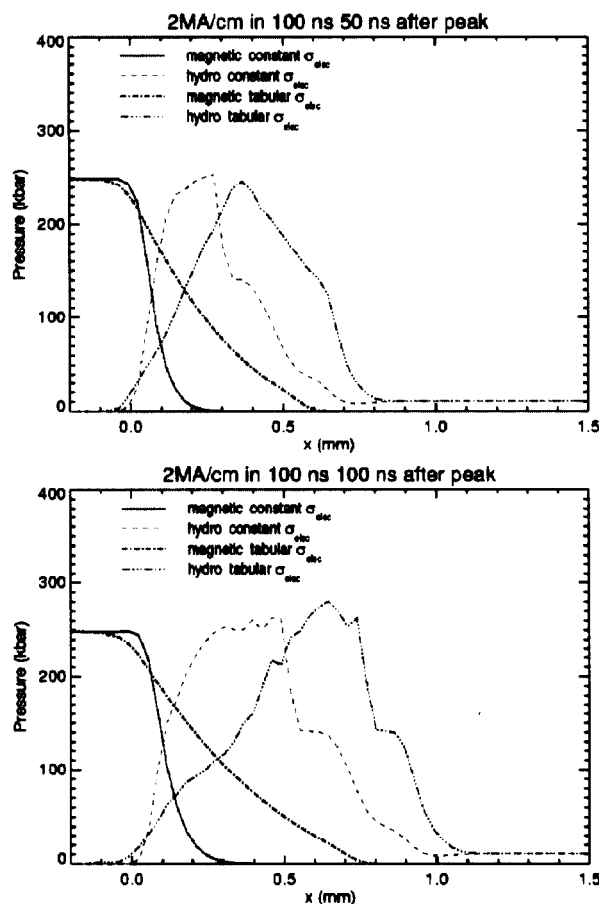 2MA/cm in 100 ns 50 ns after peak
400
300
200
100
0
Pressure (kbar)
magnetic constant σelec
hydro constant σelec
magnetic tabular σelec
hydro tabular σelec
0.0 0.5 1.0 1.5
x (mm)
2MA/cm in 100 ns 100 ns after peak
400
300
200
100
0
Pressure (kbar)
magnetic constant σelec
hydro constant σelec
magnetic tabular σelec
hydro tabular σelec
0.0 0.5 1.0 1.5
x (mm)